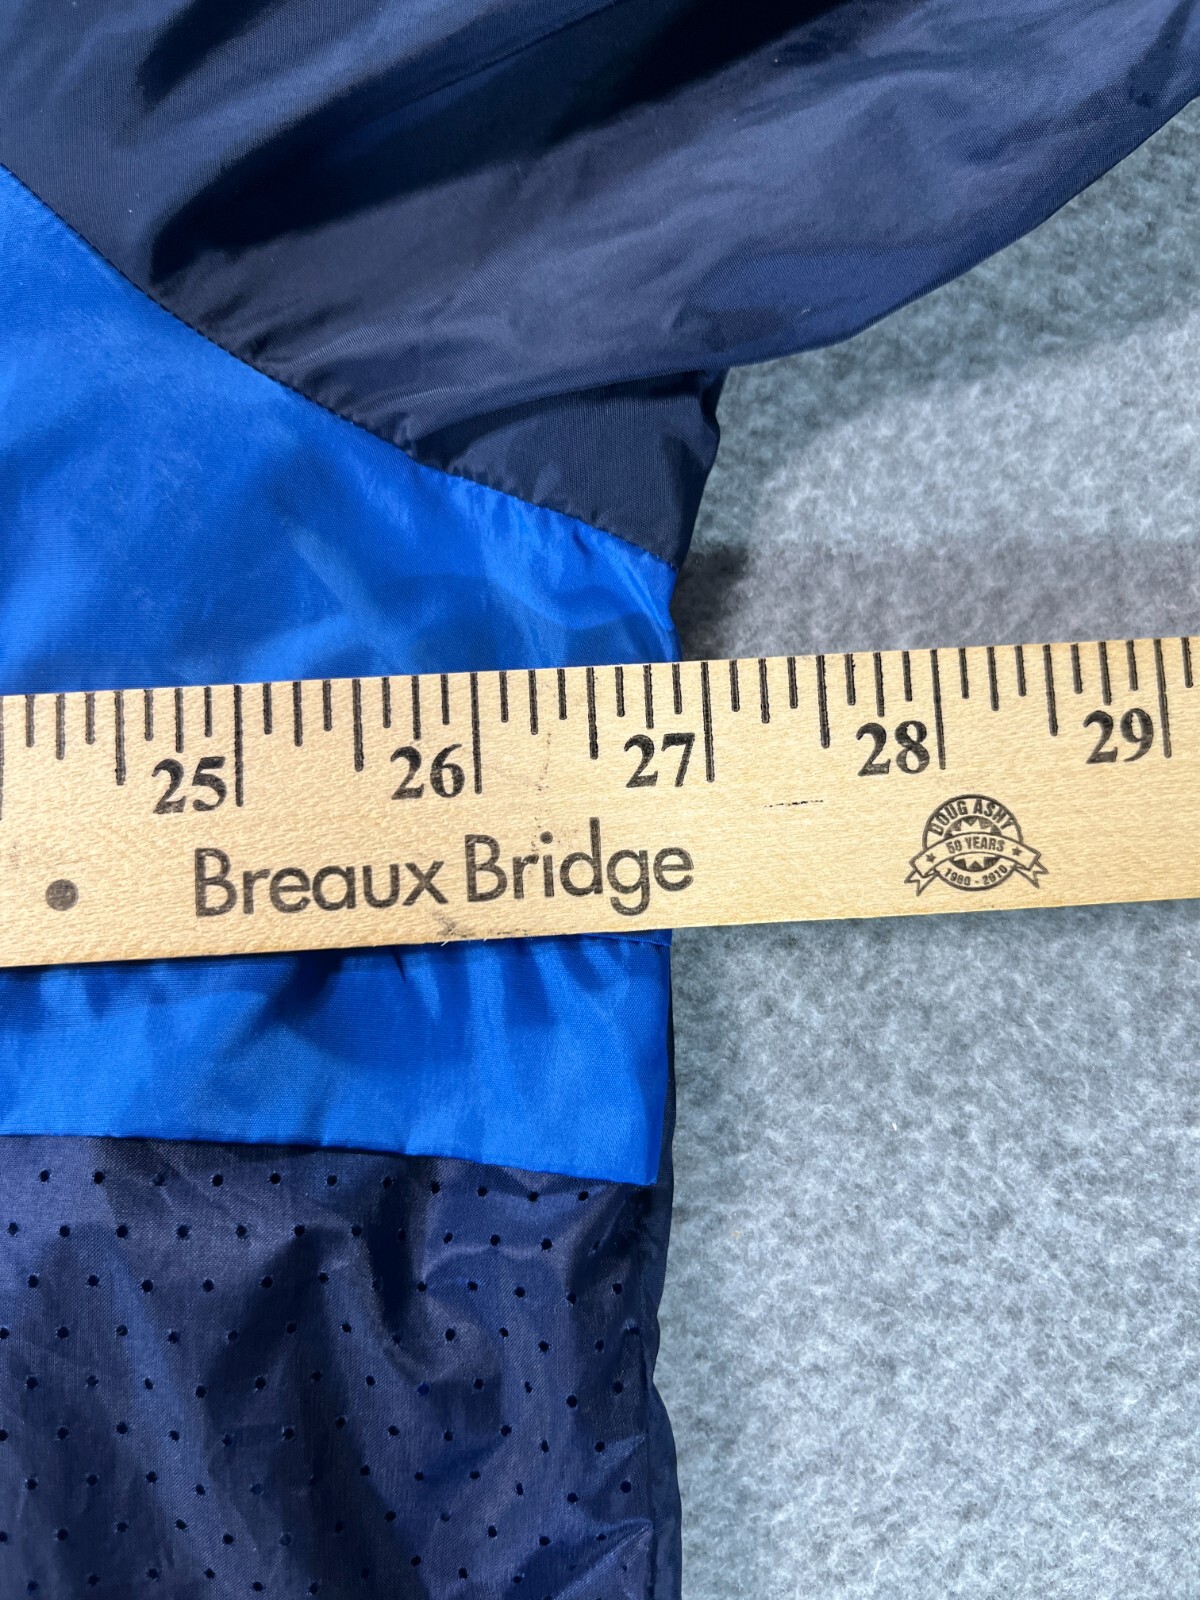 25 26 27 28 29
Breaux Bridge
DOUG ASHY
50 YEARS
1960 - 2010